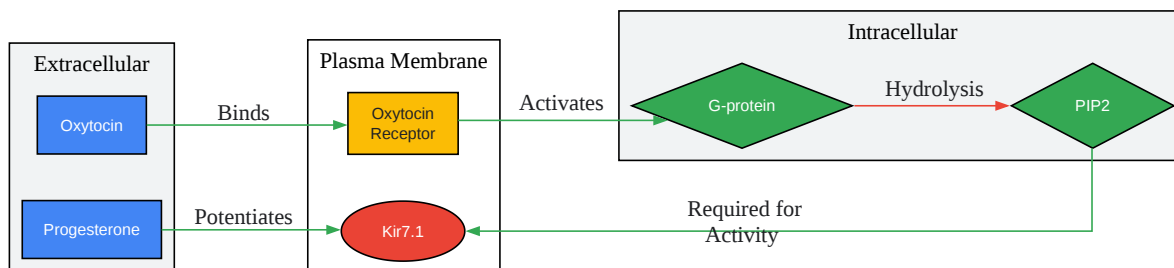 Extracellular
Oxytocin
Binds
Progesterone
Potentiates
Plasma Membrane
Oxytocin
Receptor
Activates
Kir7.1
Intracellular
G-protein
Hydrolysis
PIP2
Required for
Activity